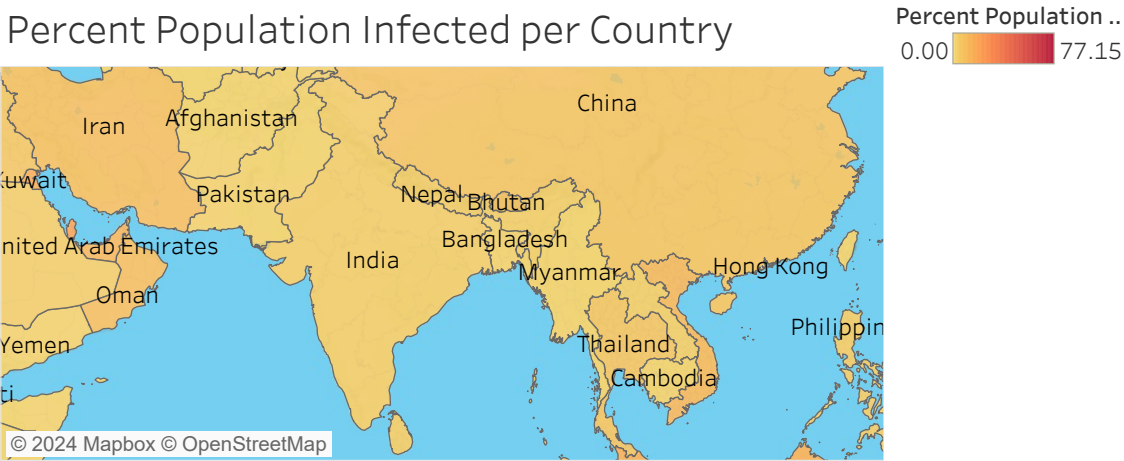 Percent Population Infected per Country
Percent Population ..
0.00 77.15
China
Iran
Afghanistan
uwait
Pakistan
Nepal
Bhutan
Bangladesh
nited Arab Emirates
India
Myanmar
Hong Kong
Oman
Philippin
Yemen
Thailand
Cambodia
ti
© 2024 Mapbox © OpenStreetMap